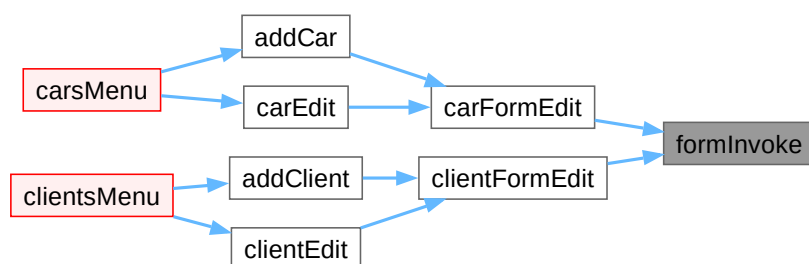 addCar
carsMenu
carEdit
carFormEdit
formInvoke
addClient
clientFormEdit
clientsMenu
clientEdit